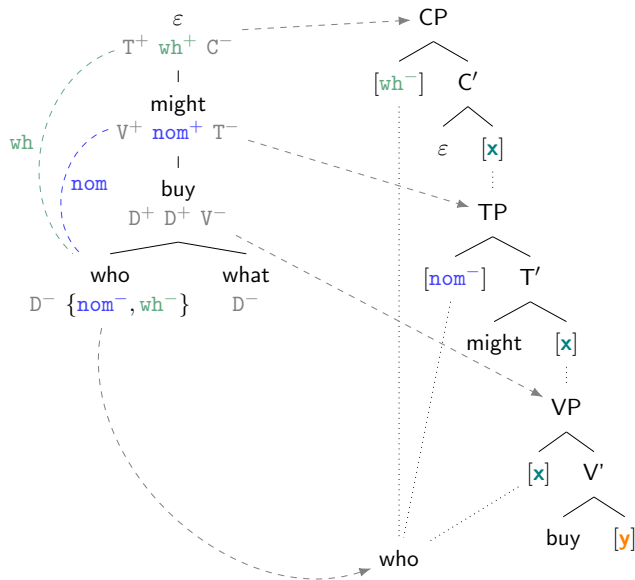 ε
T⁺ wh⁺ C⁻
might
V⁺ nom⁺ T⁻
buy
D⁺ D⁺ V⁻
who what
D⁻ {nom⁻, wh⁻} D⁻
wh
nom
CP
[wh⁻] C′
ε [x]
TP
[nom⁻] T′
might [x]
VP
[x] V'
buy [y]
who